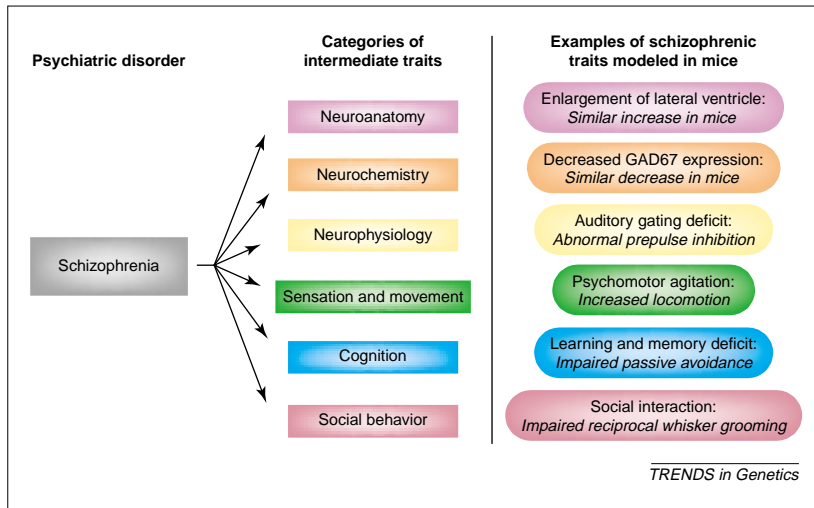 Psychiatric disorder
Categories of
intermediate traits
Examples of schizophrenic
traits modeled in mice
Schizophrenia
Neuroanatomy
Neurochemistry
Neurophysiology
Sensation and movement
Cognition
Social behavior
Enlargement of lateral ventricle:
Similar increase in mice
Decreased GAD67 expression:
Similar decrease in mice
Auditory gating deficit:
Abnormal prepulse inhibition
Psychomotor agitation:
Increased locomotion
Learning and memory deficit:
Impaired passive avoidance
Social interaction:
Impaired reciprocal whisker grooming
TRENDS in Genetics